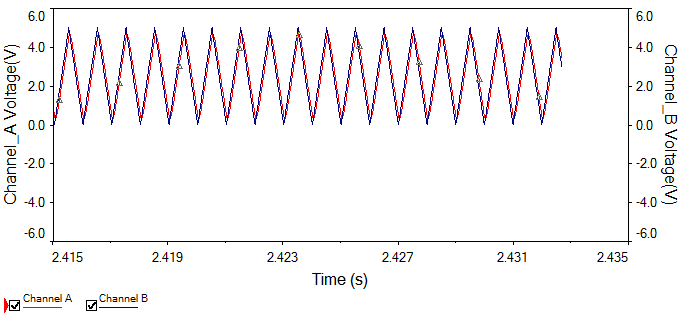 6.0
4.0
2.0
0.0
-2.0
-4.0
-6.0
Channel_A Voltage(V)
6.0
4.0
2.0
0.0
-2.0
-4.0
-6.0
Channel_B Voltage(V)
2.415 2.419 2.423 2.427 2.431 2.435
Time (s)
Channel A Channel B